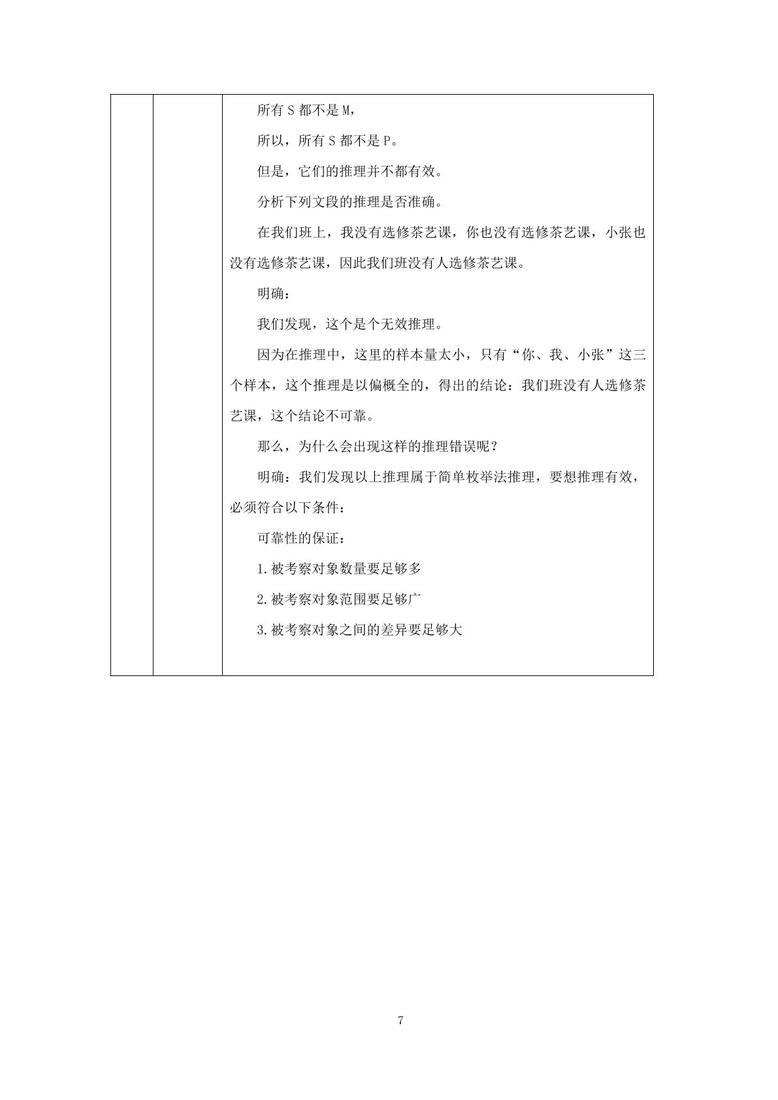 所有 S 都不是 M，
所以，所有 S 都不是 P。
但是，它们的推理并不都有效。
分析下列文段的推理是否准确。
在我们班上，我没有选修茶艺课，你也没有选修茶艺课，小张也
没有选修茶艺课，因此我们班没有人选修茶艺课。
明确：
我们发现，这个是个无效推理。
因为在推理中，这里的样本量太小，只有“你、我、小张”这三
个样本，这个推理是以偏概全的，得出的结论：我们班没有人选修茶
艺课，这个结论不可靠。
那么，为什么会出现这样的推理错误呢？
明确：我们发现以上推理属于简单枚举法推理，要想推理有效，
必须符合以下条件：
可靠性的保证：
1.被考察对象数量要足够多
2.被考察对象范围要足够广
3.被考察对象之间的差异要足够大
7